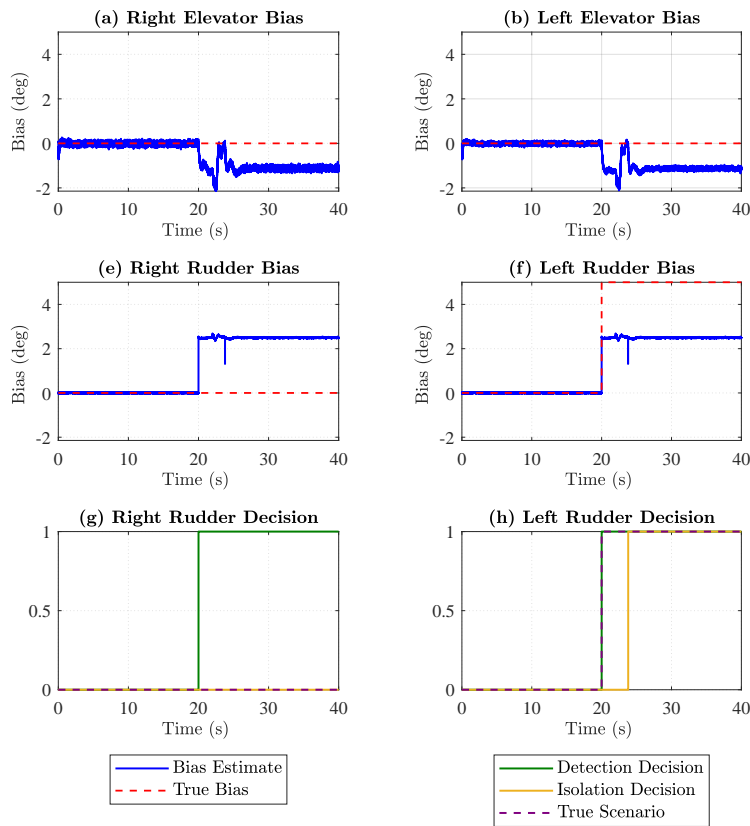 (a) Right Elevator Bias
4
2
0
-2
Bias (deg)
0 10 20 30 40
Time (s)
(b) Left Elevator Bias
4
2
0
-2
Bias (deg)
0 10 20 30 40
Time (s)
(e) Right Rudder Bias
4
2
0
-2
Bias (deg)
0 10 20 30 40
Time (s)
(f) Left Rudder Bias
4
2
0
-2
Bias (deg)
0 10 20 30 40
Time (s)
(g) Right Rudder Decision
1
0.5
0
0 10 20 30 40
Time (s)
(h) Left Rudder Decision
1
0.5
0
0 10 20 30 40
Time (s)
Bias Estimate
True Bias
Detection Decision
Isolation Decision
True Scenario